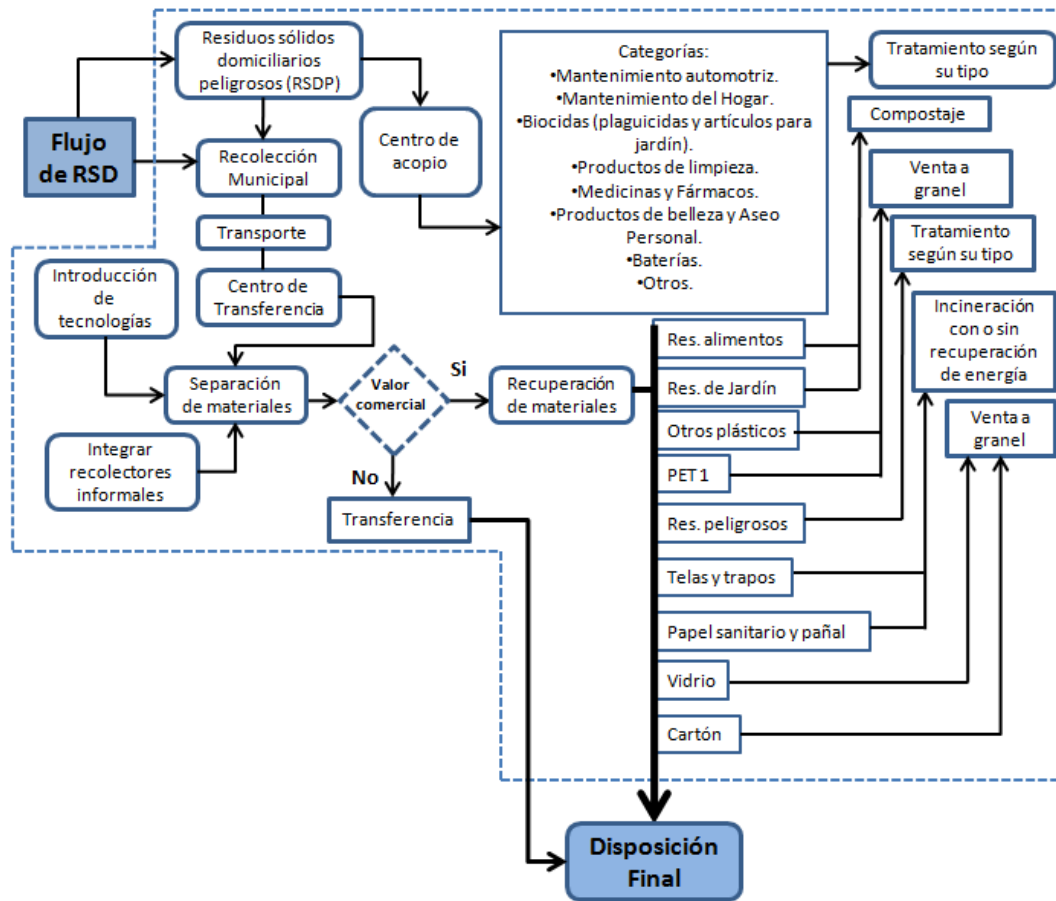 Residuos sólidos
domiciliarios
peligrosos (RSDP)
Flujo
de RSD
Recolección
Municipal
Centro de
acopio
Transporte
Centro de
Transferencia
Introducción
de
tecnologías
Separación
de materiales
Integrar
recolectores
informales
Valor
comercial
Si
No
Recuperación
de materiales
Transferencia
Categorías:
•Mantenimiento automotriz.
•Mantenimiento del Hogar.
•Biocidas (plaguicidas y artículos para
jardín).
•Productos de limpieza.
•Medicinas y Fármacos.
•Productos de belleza y Aseo
Personal.
•Baterías.
•Otros.
Tratamiento según
su tipo
Compostaje
Venta a
granel
Tratamiento
según su tipo
Incineración
con o sin
recuperación
de energía
Venta a
granel
Res. alimentos
Res. de Jardín
Otros plásticos
PET 1
Res. peligrosos
Telas y trapos
Papel sanitario y pañal
Vidrio
Cartón
Disposición
Final